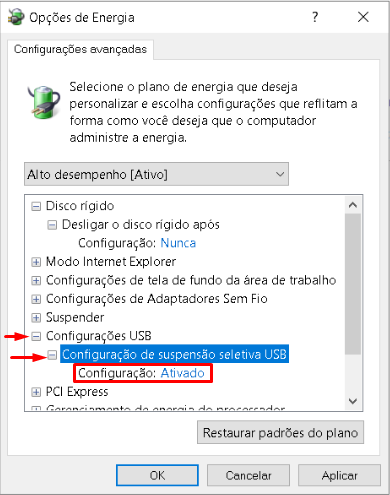 Opções de Energia
Configurações avançadas
Selecione o plano de energia que deseja
personalizar e escolha configurações que reflitam a
forma como você deseja que o computador
administre a energia.
Alto desempenho [Ativo]
Disco rígido
Desligar o disco rígido após
Configuração: Nunca
Modo Internet Explorer
Configurações de tela de fundo da área de trabalho
Configurações de Adaptadores Sem Fio
Suspender
Configurações USB
Configuração de suspensão seletiva USB
Configuração: Ativado
PCI Express
Gerenciamento de energia do processador
Restaurar padrões do plano
OK
Cancelar
Aplicar